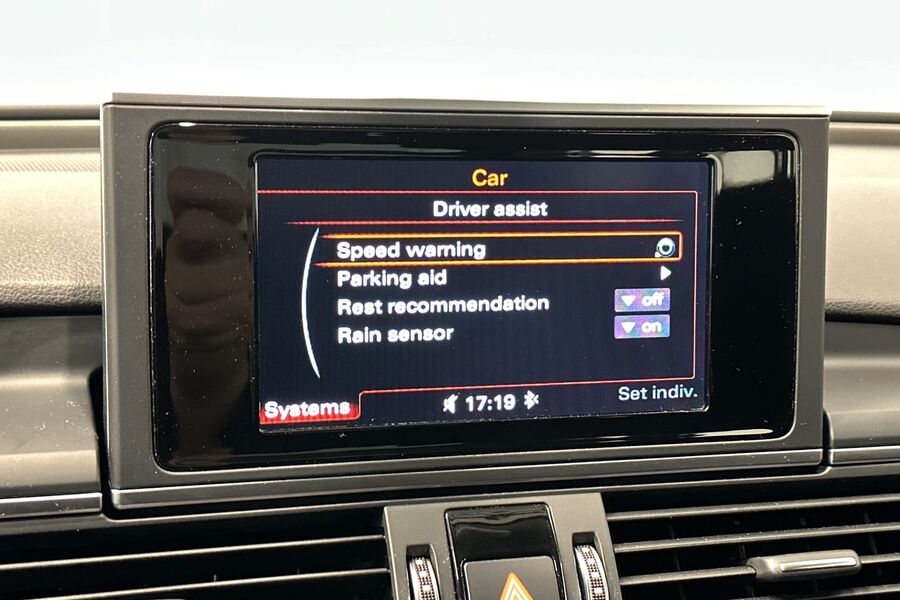 Car
Driver assist
Speed warning
Parking aid
Rest recommendation off
Rain sensor on
Systems 17:19 Set indiv.